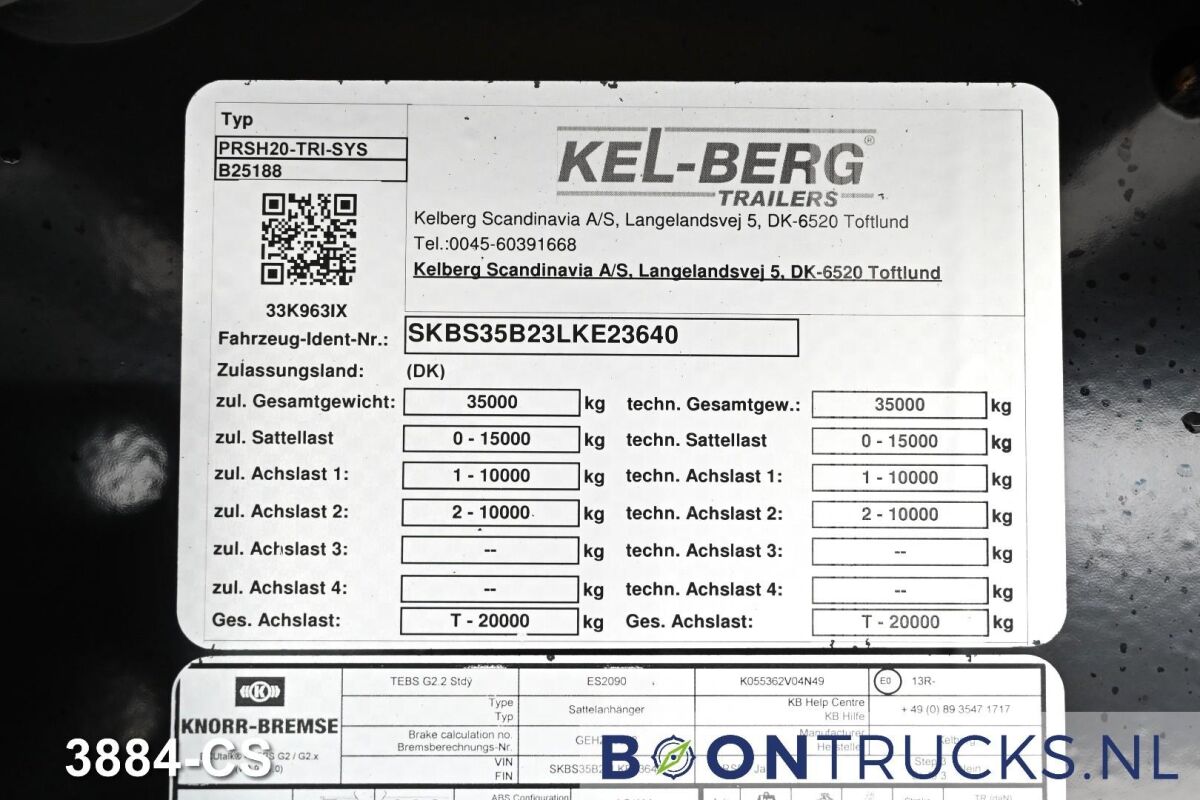 Typ
PRSH20-TRI-SYS
B25188
33K963IX
KEL-BERG®
TRAILERS
Kelberg Scandinavia A/S, Langelandsvej 5, DK-6520 Toftlund
Tel.:0045-60391668
Kelberg Scandinavia A/S, Langelandsvej 5, DK-6520 Toftlund
Fahrzeug-Ident-Nr.: SKBS35B23LKE23640
Zulassungsland: (DK)
zul. Gesamtgewicht: 35000 kg techn. Gesamtgew.: 35000 kg
zul. Sattellast 0 - 15000 kg techn. Sattellast 0 - 15000 kg
zul. Achslast 1: 1 - 10000 kg techn. Achslast 1: 1 - 10000 kg
zul. Achslast 2: 2 - 10000 kg techn. Achslast 2: 2 - 10000 kg
zul. Achslast 3: -- kg techn. Achslast 3: -- kg
zul. Achslast 4: -- kg techn. Achslast 4: -- kg
Ges. Achslast: T - 20000 kg Ges. Achslast: T - 20000 kg
K
KNORR-BREMSE
TEBS G2.2 Stdy ES2090 K055362V04N49 E0 13R-
Type Sattelanhänger KB Help Centre + 49 (0) 89 3547 1717
Typ KB Hilfe
Brake calculation no. Manufacturer
Bremsberechnungs-Nr.
G2 / G2.x
VIN
FIN
ABS Configuration
3884-CS
BOONTRUCKS.NL